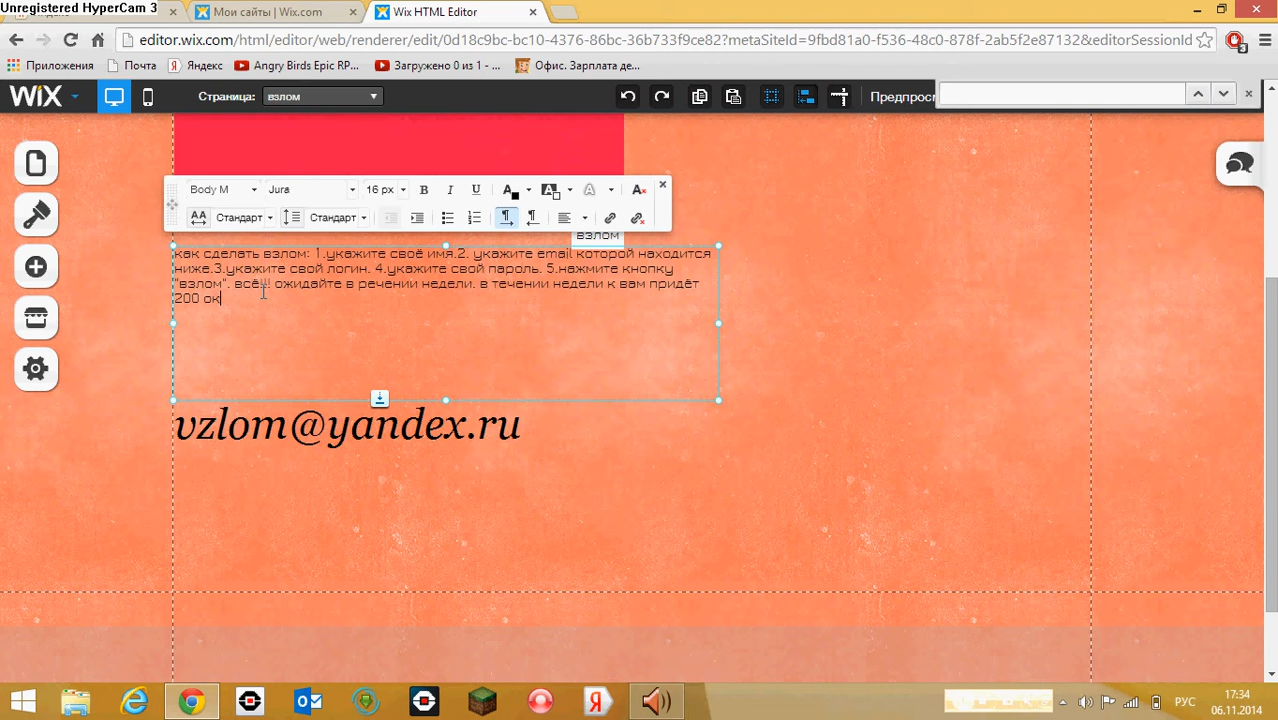 Unregistered HyperCam 3
Мои сайты | Wix.com
Wix HTML Editor
editor.wix.com/html/editor/web/renderer/edit/0d18c9bc-bc10-4376-86bc-36b733f9ce82?metaSiteId=9fbd81a0-f536-48c0-878f-2ab5f2e87132&editorSessionId
Приложения
Почта
Яндекс
Angry Birds Epic RP...
Загружено 0 из 1 - ...
Офис. Зарплата де...
WiX
Страница:
взлом
Предпрос
Body M
Jura
16 px
B
I
U
Стандарт
Стандарт
взлом
как сделать взлом: 1.укажите своё имя.2. укажите email которой находится
ниже.3.укажите свой логин. 4.укажите свой пароль. 5.нажмите кнопку
"взлом". всё!! ожидайте в речении недели. в течении недели к вам придёт
200 ок
vzlom@yandex.ru
РУС
17:34
06.11.2014